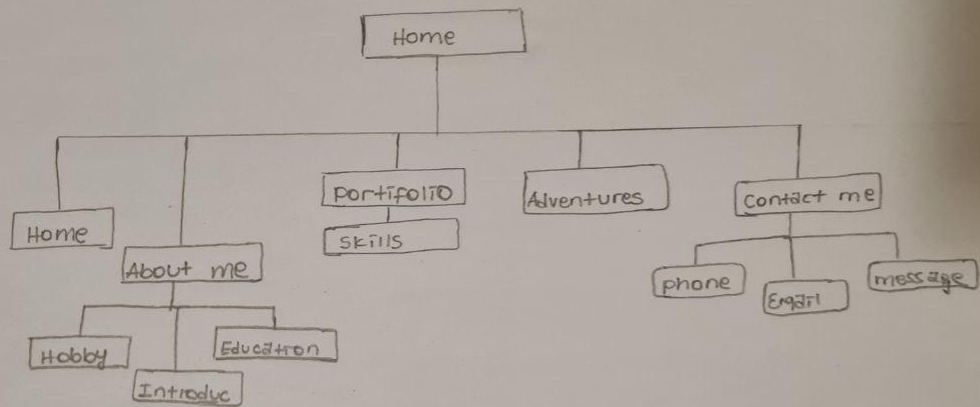 Home
Home
About me
Hobby
Introduc
Education
Portifolio
Skills
Adventures
Contact me
phone
Email
message